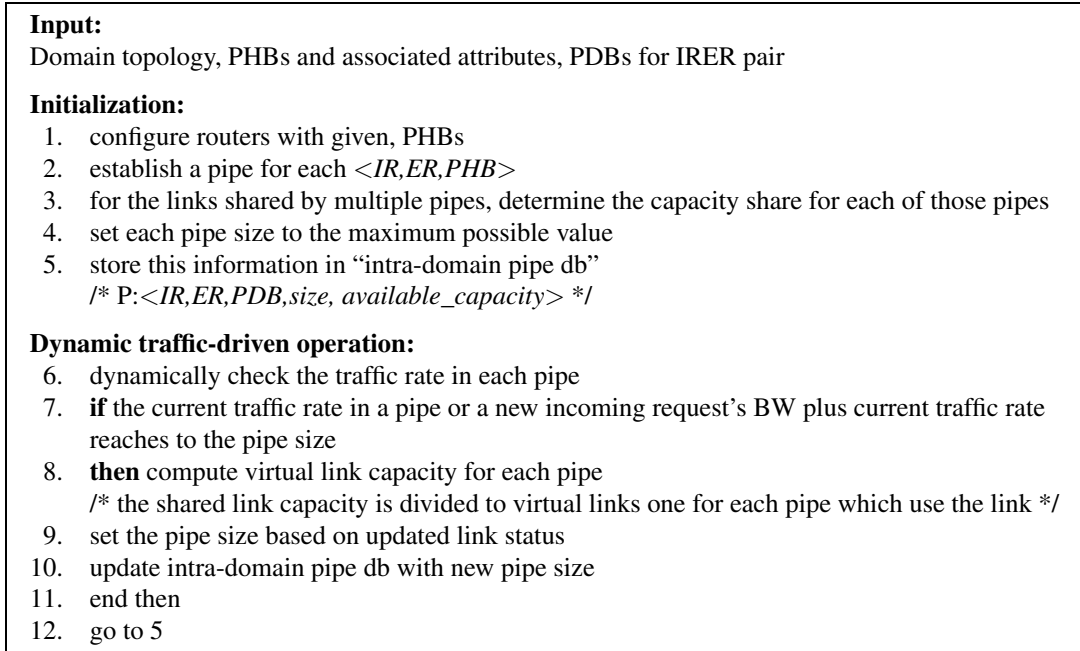 Input:
Domain topology, PHBs and associated attributes, PDBs for IRER pair
Initialization:
1. configure routers with given, PHBs
2. establish a pipe for each <IR,ER,PHB>
3. for the links shared by multiple pipes, determine the capacity share for each of those pipes
4. set each pipe size to the maximum possible value
5. store this information in “intra-domain pipe db”
/* P:<IR,ER,PDB,size, available_capacity> */
Dynamic traffic-driven operation:
6. dynamically check the traffic rate in each pipe
7. if the current traffic rate in a pipe or a new incoming request’s BW plus current traffic rate
reaches to the pipe size
8. then compute virtual link capacity for each pipe
/* the shared link capacity is divided to virtual links one for each pipe which use the link */
9. set the pipe size based on updated link status
10. update intra-domain pipe db with new pipe size
11. end then
12. go to 5